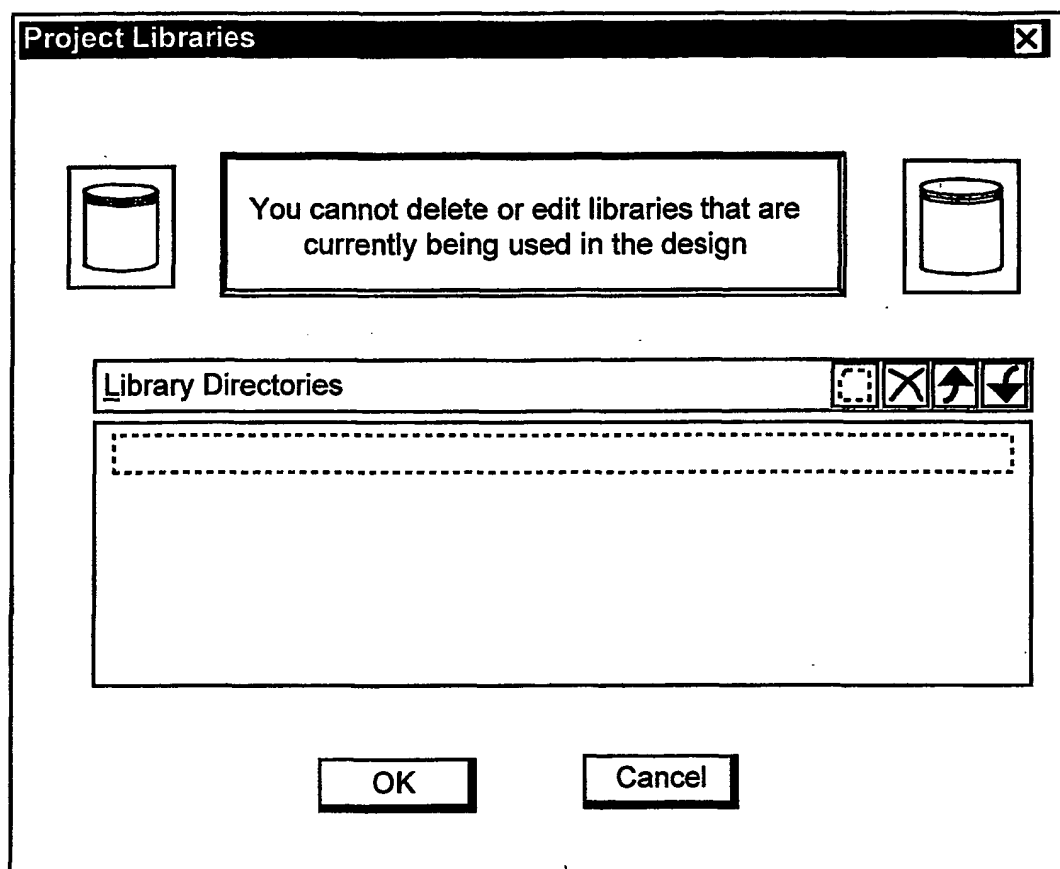 Project Libraries
You cannot delete or edit libraries that are
currently being used in the design
Library Directories
OK
Cancel